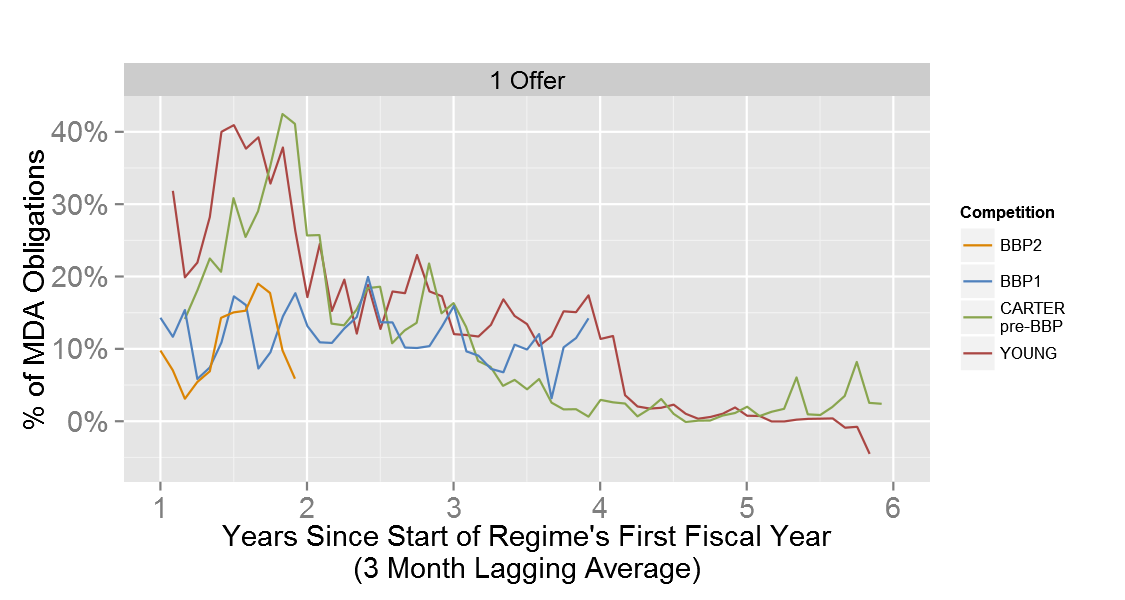 1 Offer
% of MDA Obligations
40%
30%
20%
10%
0%
1 2 3 4 5 6
Years Since Start of Regime's First Fiscal Year
(3 Month Lagging Average)
Competition
BBP2
BBP1
CARTER
pre-BBP
YOUNG